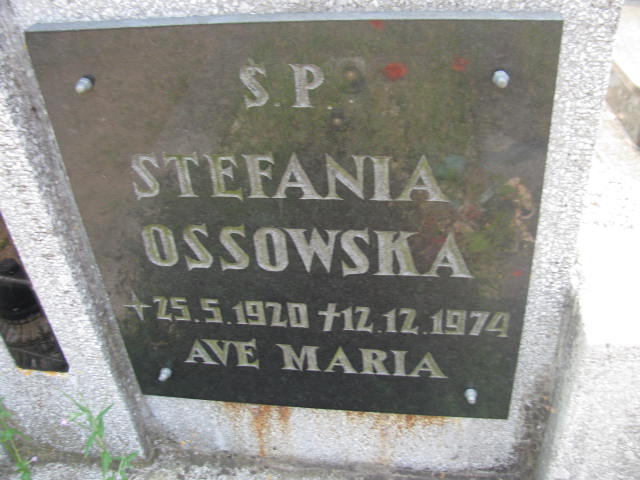 Ś.P.
STEFANIA
OSSOWSKA
* 25.5.1920 † 12.12.1974
AVE MARIA